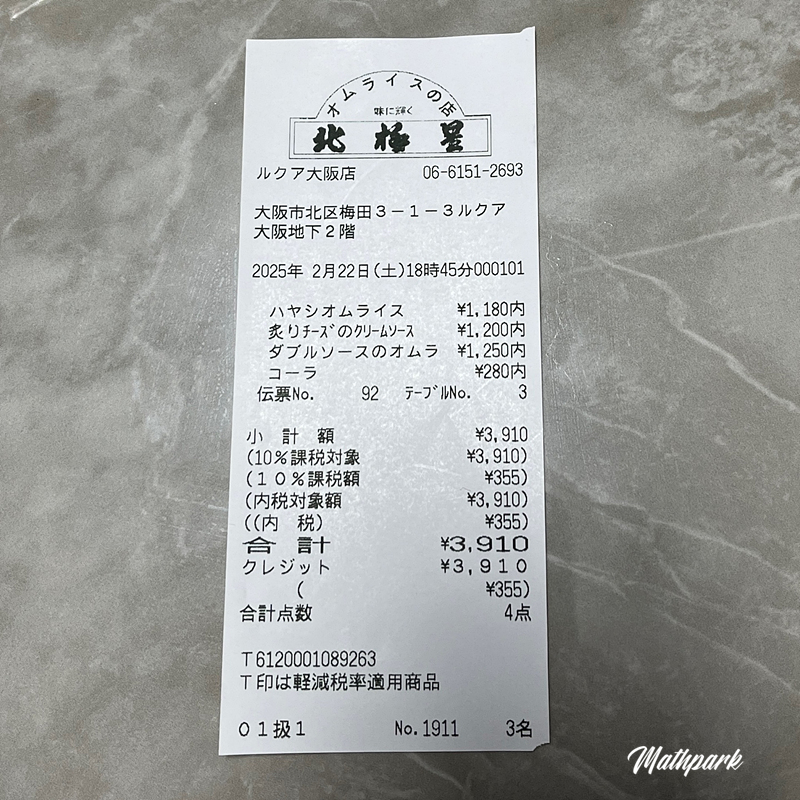 オムライスの店
味に輝く
北極星
ルクア大阪店 06-6151-2693
大阪市北区梅田3-1-3ルクア
大阪地下2階
2025年 2月22日(土)18時45分000101
ハヤシオムライス ¥1,180内
炙りﾁｰｽﾞのｸﾘｰﾑｿｰｽ ¥1,200内
ダブルソースのオムラ ¥1,250内
コーラ ¥280内
伝票No. 92 ﾃｰﾌﾞﾙNo. 3
小 計 額 ¥3,910
(10%課税対象 ¥3,910)
(10%課税額 ¥355)
(内税対象額 ¥3,910)
((内 税) ¥355)
合 計 ¥3,910
クレジット ¥3,910
( ¥355)
合計点数 4点
T6120001089263
T印は軽減税率適用商品
01扱1 No.1911 3名
Mathpark